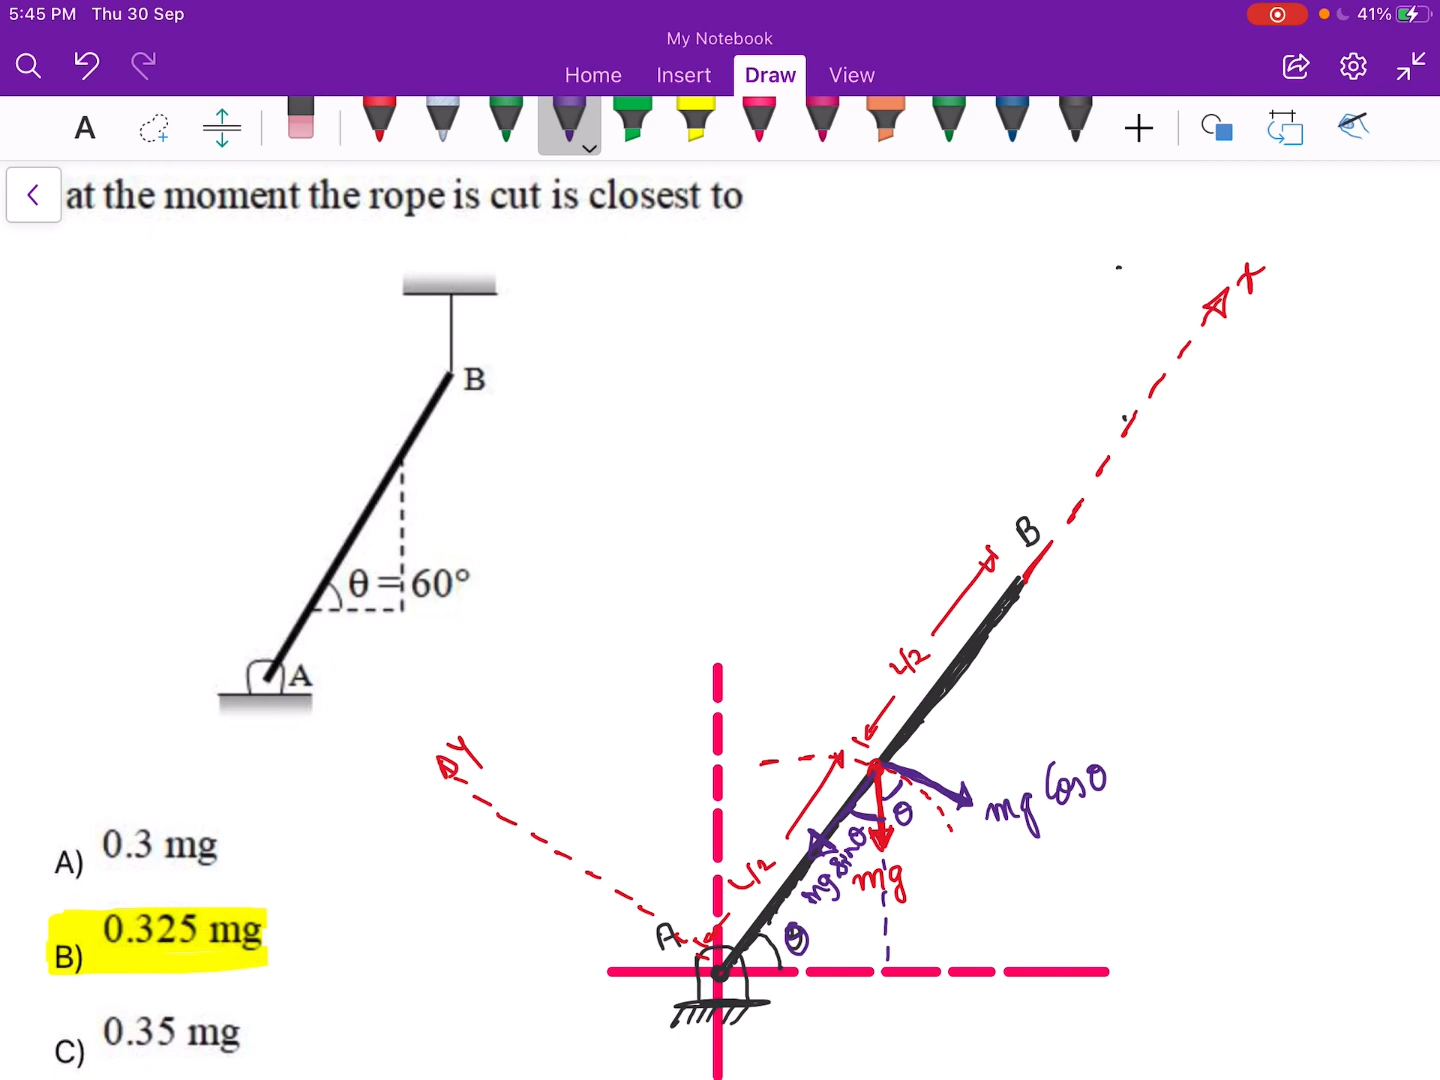 5:45 PM Thu 30 Sep
41%
My Notebook
Home Insert Draw View
A
at the moment the rope is cut is closest to
B
θ = 60°
A
A) 0.3 mg
B) 0.325 mg
C) 0.35 mg
X
B
L/2
Y
mg Cosθ
θ
mg sinθ
mg
L/2
A
θ